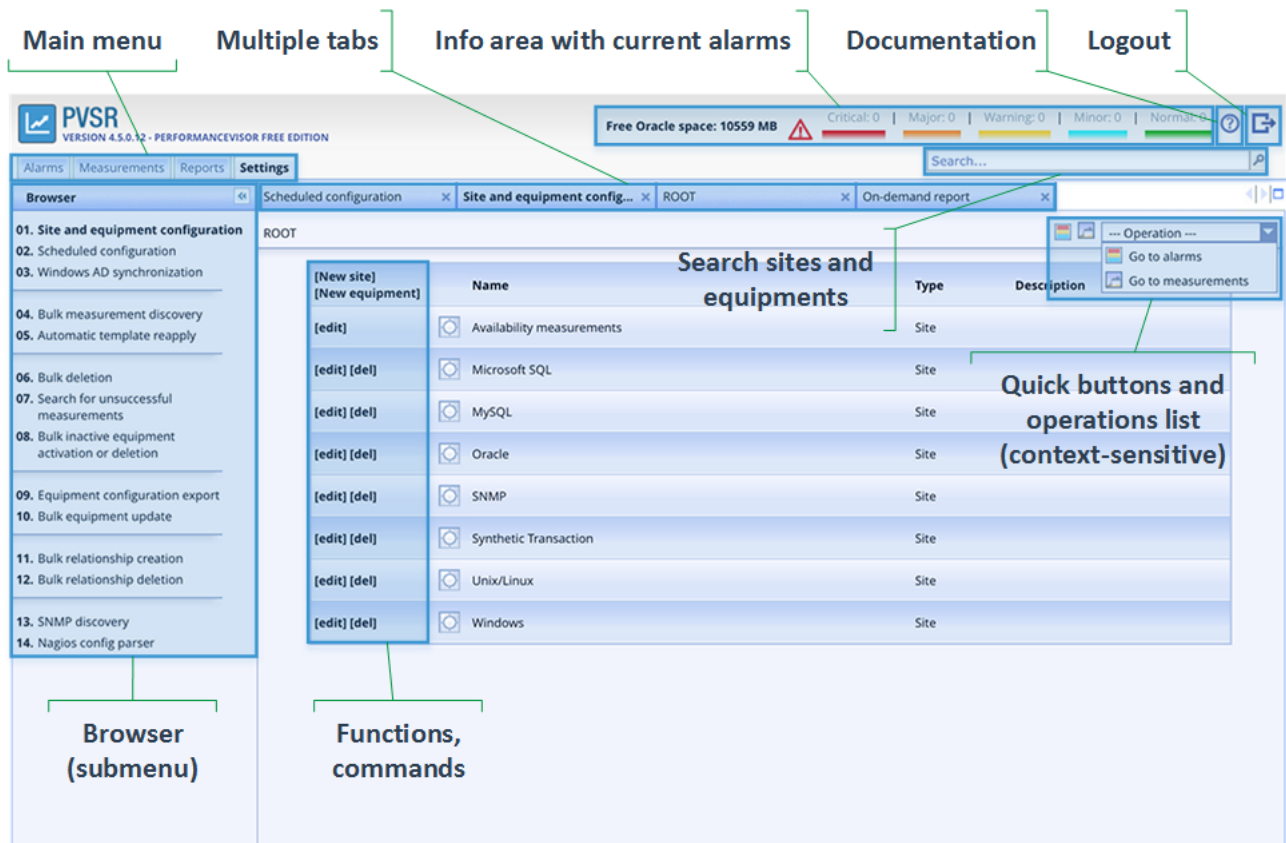 Main menu
Multiple tabs
Info area with current alarms
Documentation
Logout
PVSR
VERSION 4.5.0.12 - PERFORMANCEVISOR FREE EDITION
Free Oracle space: 10559 MB
Critical: 0 | Major: 0 | Warning: 0 | Minor: 0 | Normal: 0
Alarms Measurements Reports Settings
Search...
Browser
Scheduled configuration
Site and equipment config...
ROOT
On-demand report
01. Site and equipment configuration
02. Scheduled configuration
03. Windows AD synchronization
04. Bulk measurement discovery
05. Automatic template reapply
06. Bulk deletion
07. Search for unsuccessful
measurements
08. Bulk inactive equipment
activation or deletion
09. Equipment configuration export
10. Bulk equipment update
11. Bulk relationship creation
12. Bulk relationship deletion
13. SNMP discovery
14. Nagios config parser
ROOT
--- Operation ---
Go to alarms
Go to measurements
Search sites and
equipments
[New site]
[New equipment]
Name
Type
Description
[edit] Availability measurements Site
[edit] [del] Microsoft SQL Site
[edit] [del] MySQL Site
[edit] [del] Oracle Site
[edit] [del] SNMP Site
[edit] [del] Synthetic Transaction Site
[edit] [del] Unix/Linux Site
[edit] [del] Windows Site
Quick buttons and
operations list
(context-sensitive)
Browser
(submenu)
Functions,
commands